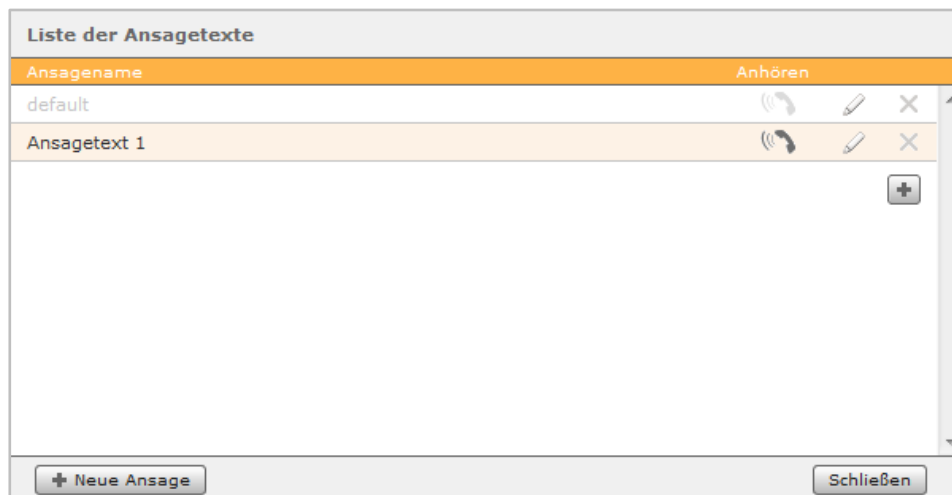 Liste der Ansagetexte
Ansagename Anhören
default
Ansagetext 1
Neue Ansage Schließen